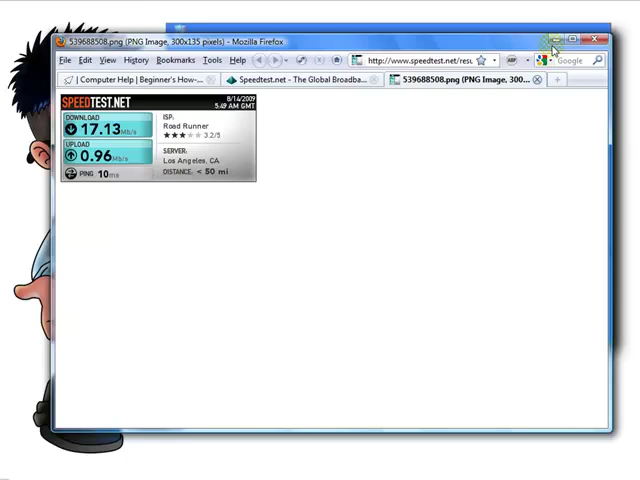 539688508.png (PNG Image, 300x135 pixels) - Mozilla Firefox
File Edit View History Bookmarks Tools Help
http://www.speedtest.net/resu
Google
| Computer Help | Beginner's How-...
Speedtest.net - The Global Broadba...
539688508.png (PNG Image, 300...
SPEEDTEST.NET
8/14/2009
5:49 AM GMT
DOWNLOAD
17.13 Mb/s
UPLOAD
0.96 Mb/s
PING 10 ms
ISP:
Road Runner
3.2/5
SERVER:
Los Angeles, CA
DISTANCE: < 50 mi